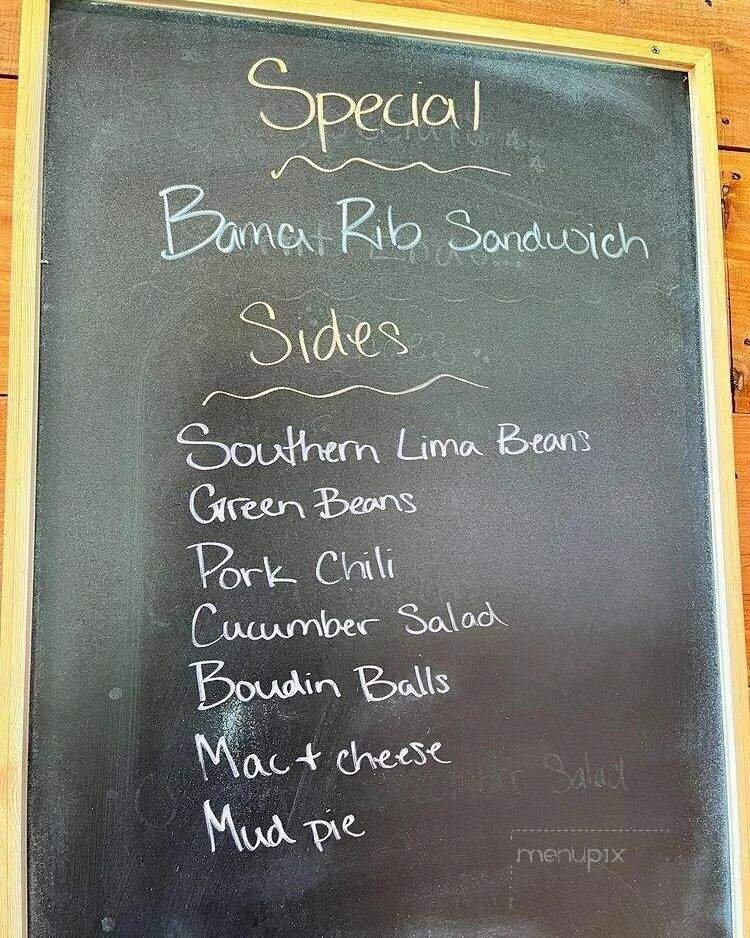 Special
Bama Rib Sandwich
Sides
Southern Lima Beans
Green Beans
Pork Chili
Cucumber Salad
Boudin Balls
Mac + cheese
Salad
Mud pie
menupix